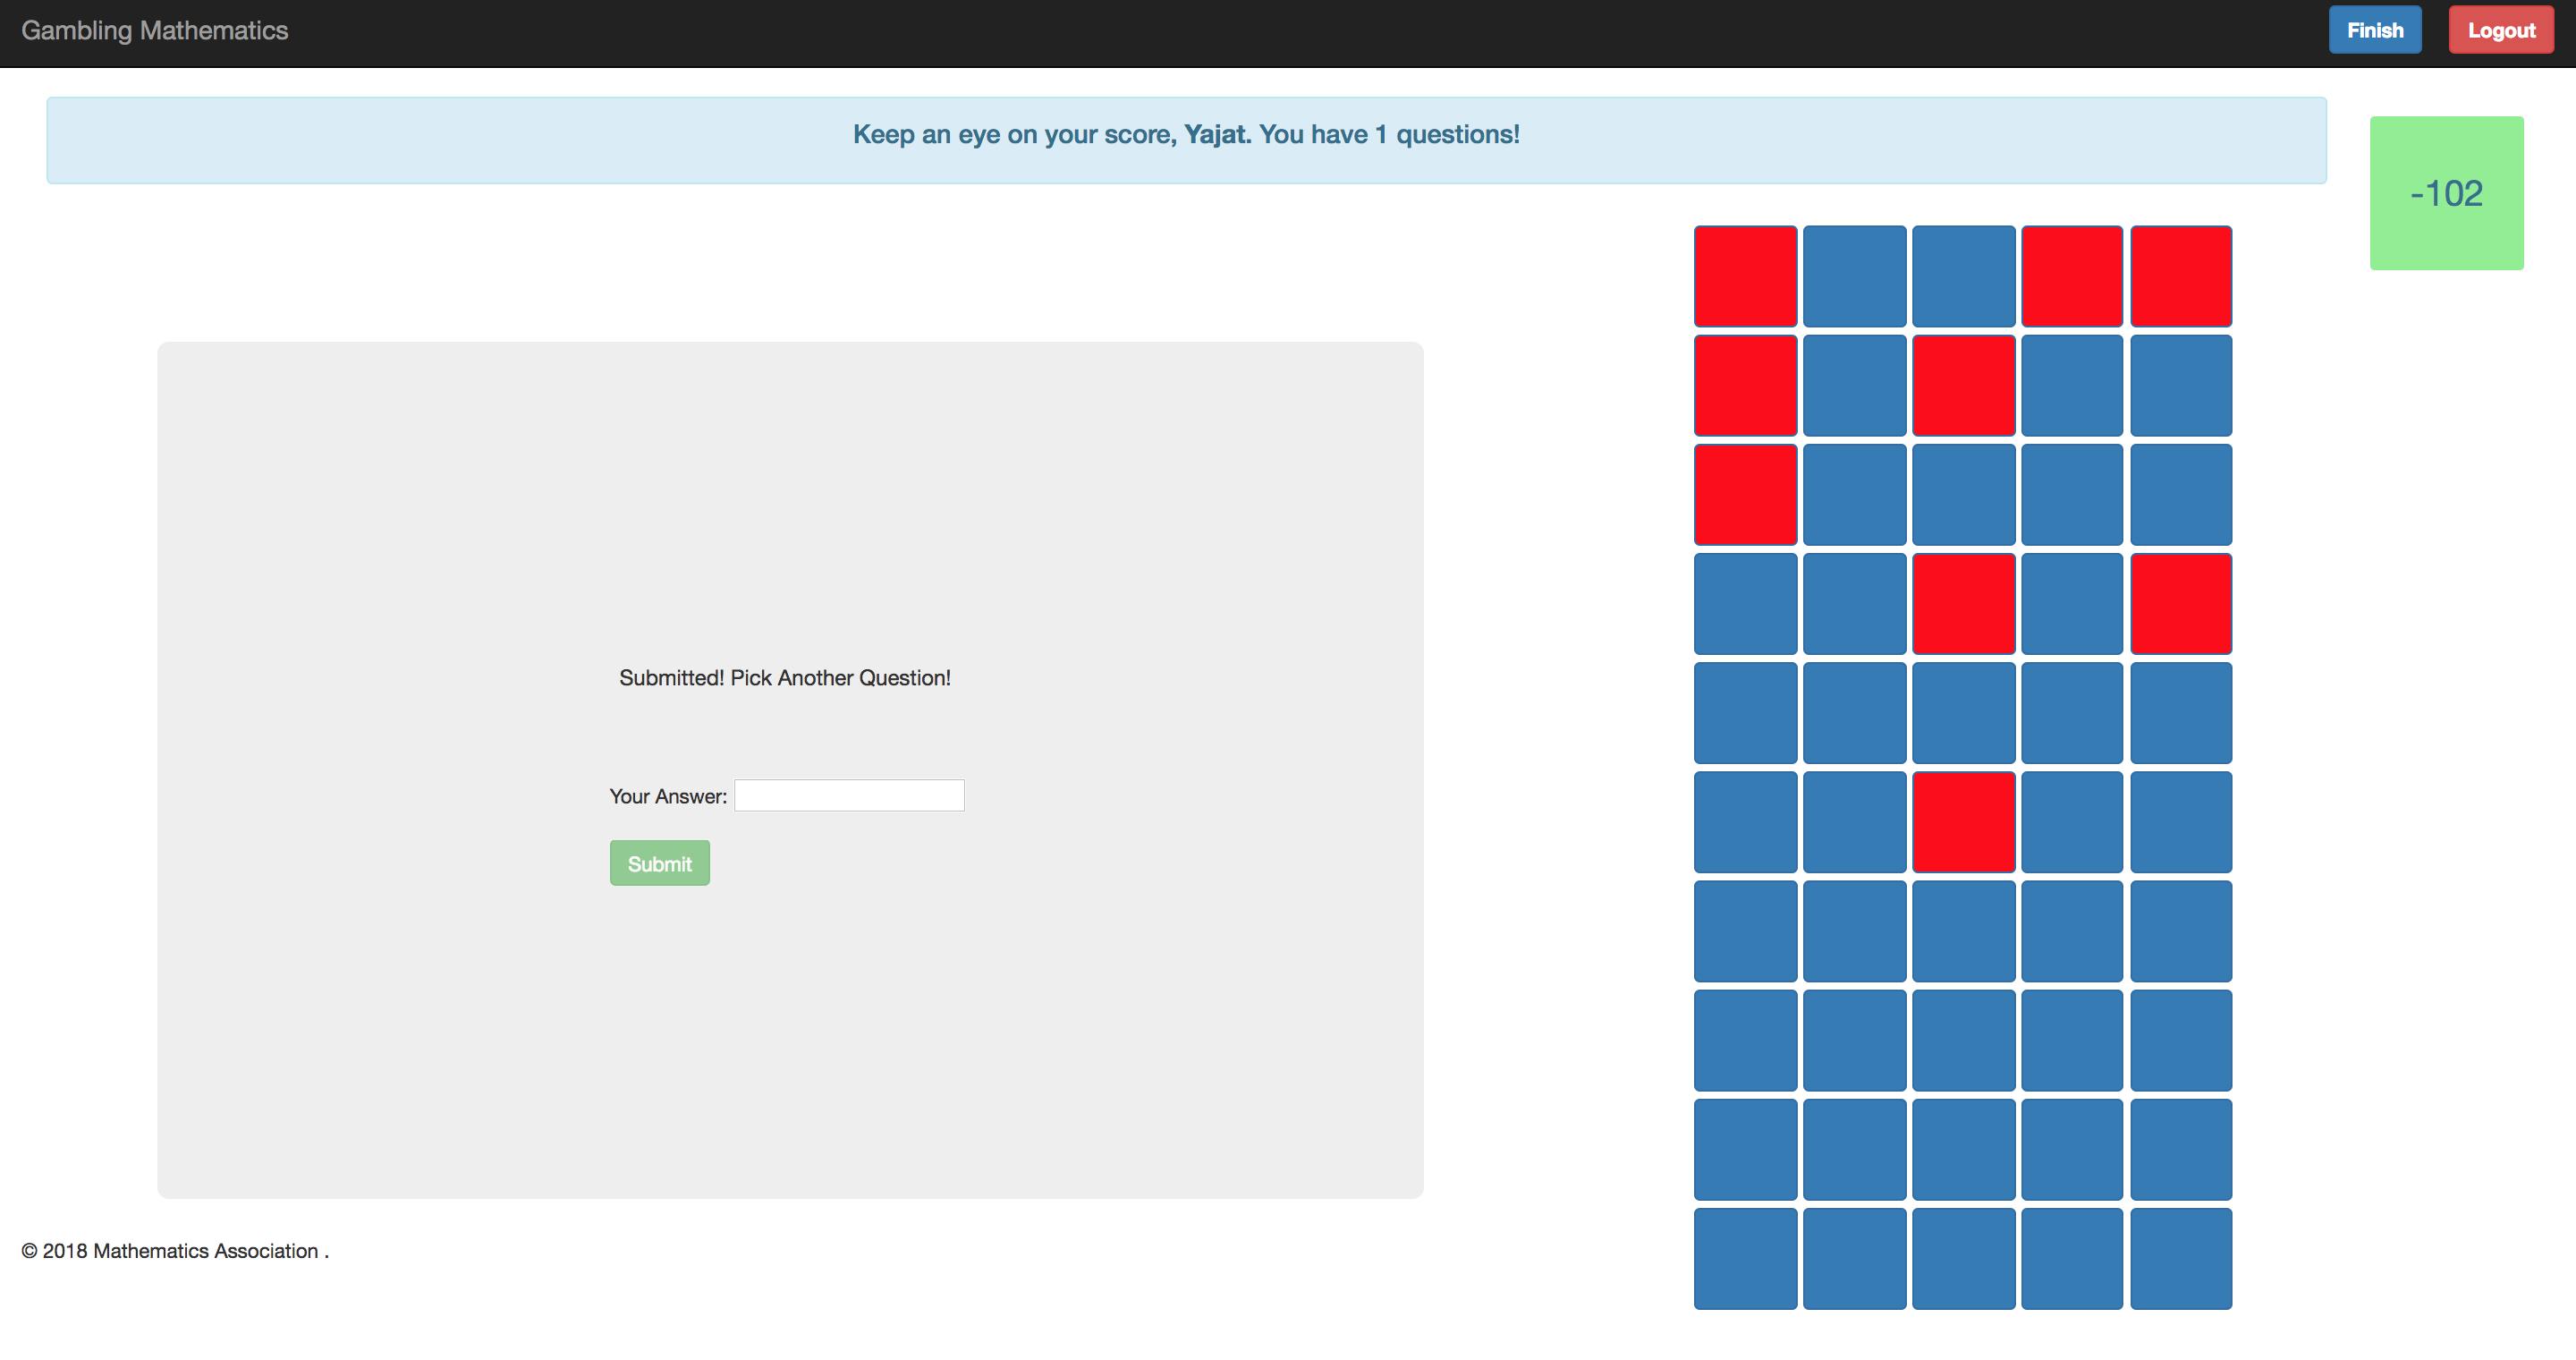 Gambling Mathematics
Finish
Logout
Keep an eye on your score, Yajat. You have 1 questions!
-102
Submitted! Pick Another Question!
Your Answer:
Submit
© 2018 Mathematics Association .